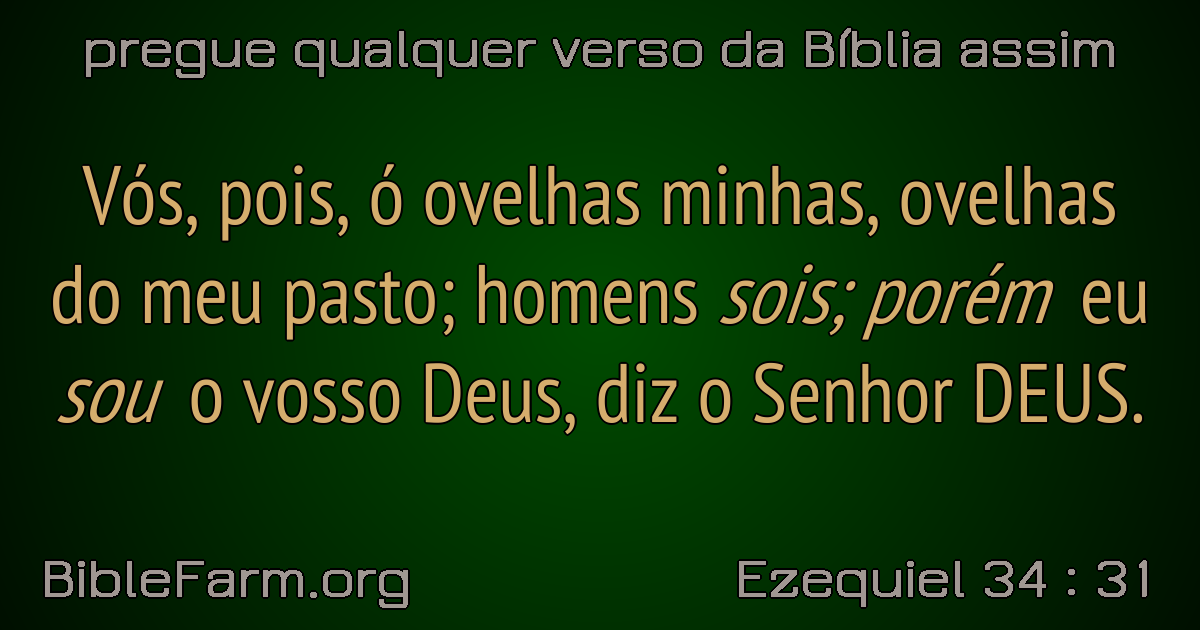 pregue qualquer verso da Bíblia assim
Vós, pois, ó ovelhas minhas, ovelhas
do meu pasto; homens sois; porém eu
sou o vosso Deus, diz o Senhor DEUS.
BibleFarm.org
Ezequiel 34 : 31